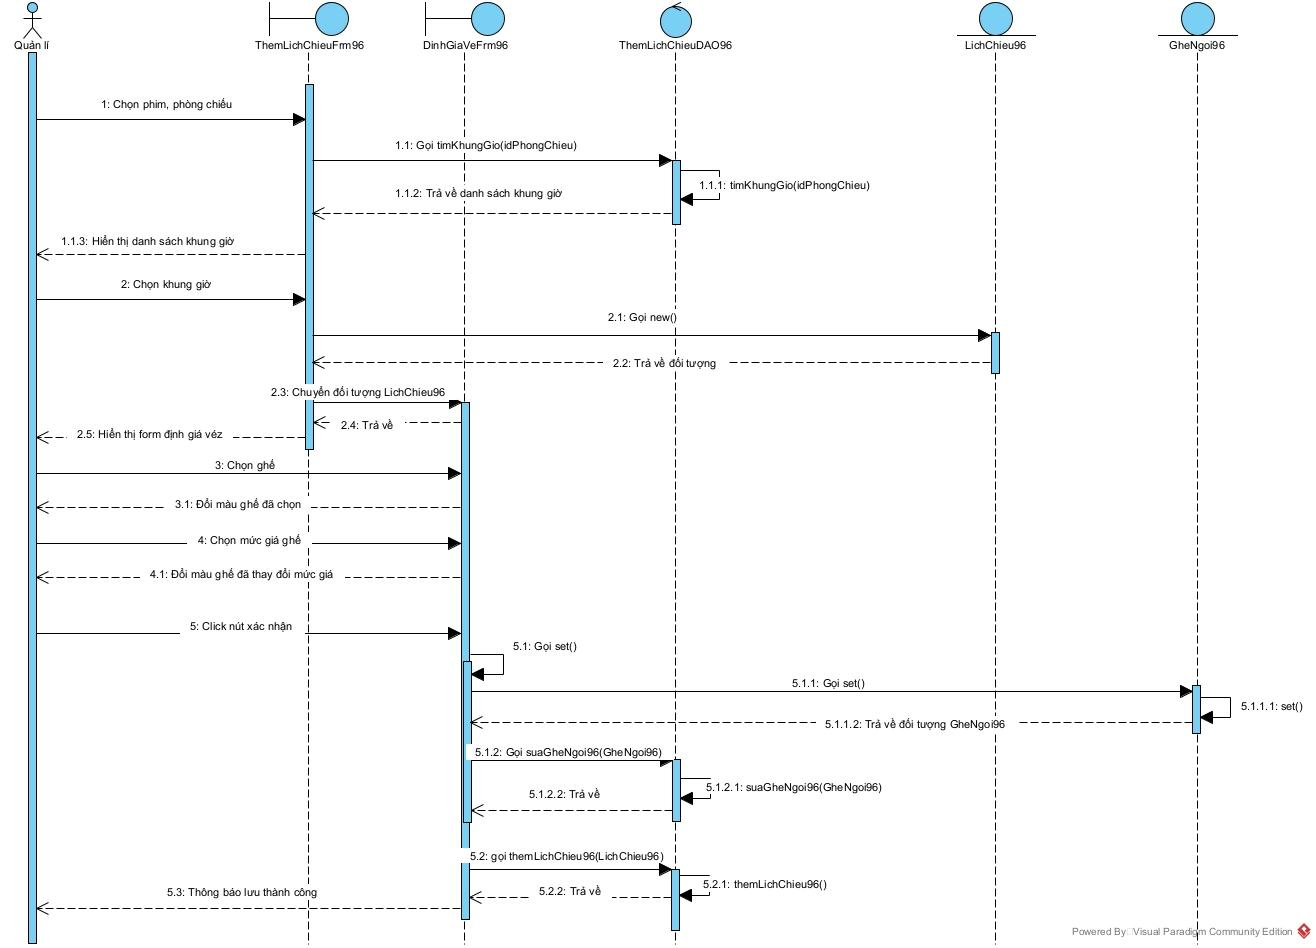 Quản lí
ThemLichChieuFrm96
DinhGiaVeFrm96
ThemLichChieuDAO96
LichChieu96
GheNgoi96
1: Chọn phim, phòng chiếu
1.1: Gọi timKhungGio(idPhongChieu)
1.1.1: timKhungGio(idPhongChieu)
1.1.2: Trả về danh sách khung giờ
1.1.3: Hiển thị danh sách khung giờ
2: Chọn khung giờ
2.1: Gọi new()
2.2: Trả về đối tượng
2.3: Chuyển đối tượng LichChieu96
2.4: Trả về
2.5: Hiển thị form định giá véz
3: Chọn ghế
3.1: Đổi màu ghế đã chọn
4: Chọn mức giá ghế
4.1: Đổi màu ghế đã thay đổi mức giá
5: Click nút xác nhận
5.1: Gọi set()
5.1.1: Gọi set()
5.1.1.1: set()
5.1.1.2: Trả về đối tượng GheNgoi96
5.1.2: Gọi suaGheNgoi96(GheNgoi96)
5.1.2.1: suaGheNgoi96(GheNgoi96)
5.1.2.2: Trả về
5.2: gọi themLichChieu96(LichChieu96)
5.2.1: themLichChieu96()
5.2.2: Trả về
5.3: Thông báo lưu thành công
Powered By Visual Paradigm Community Edition